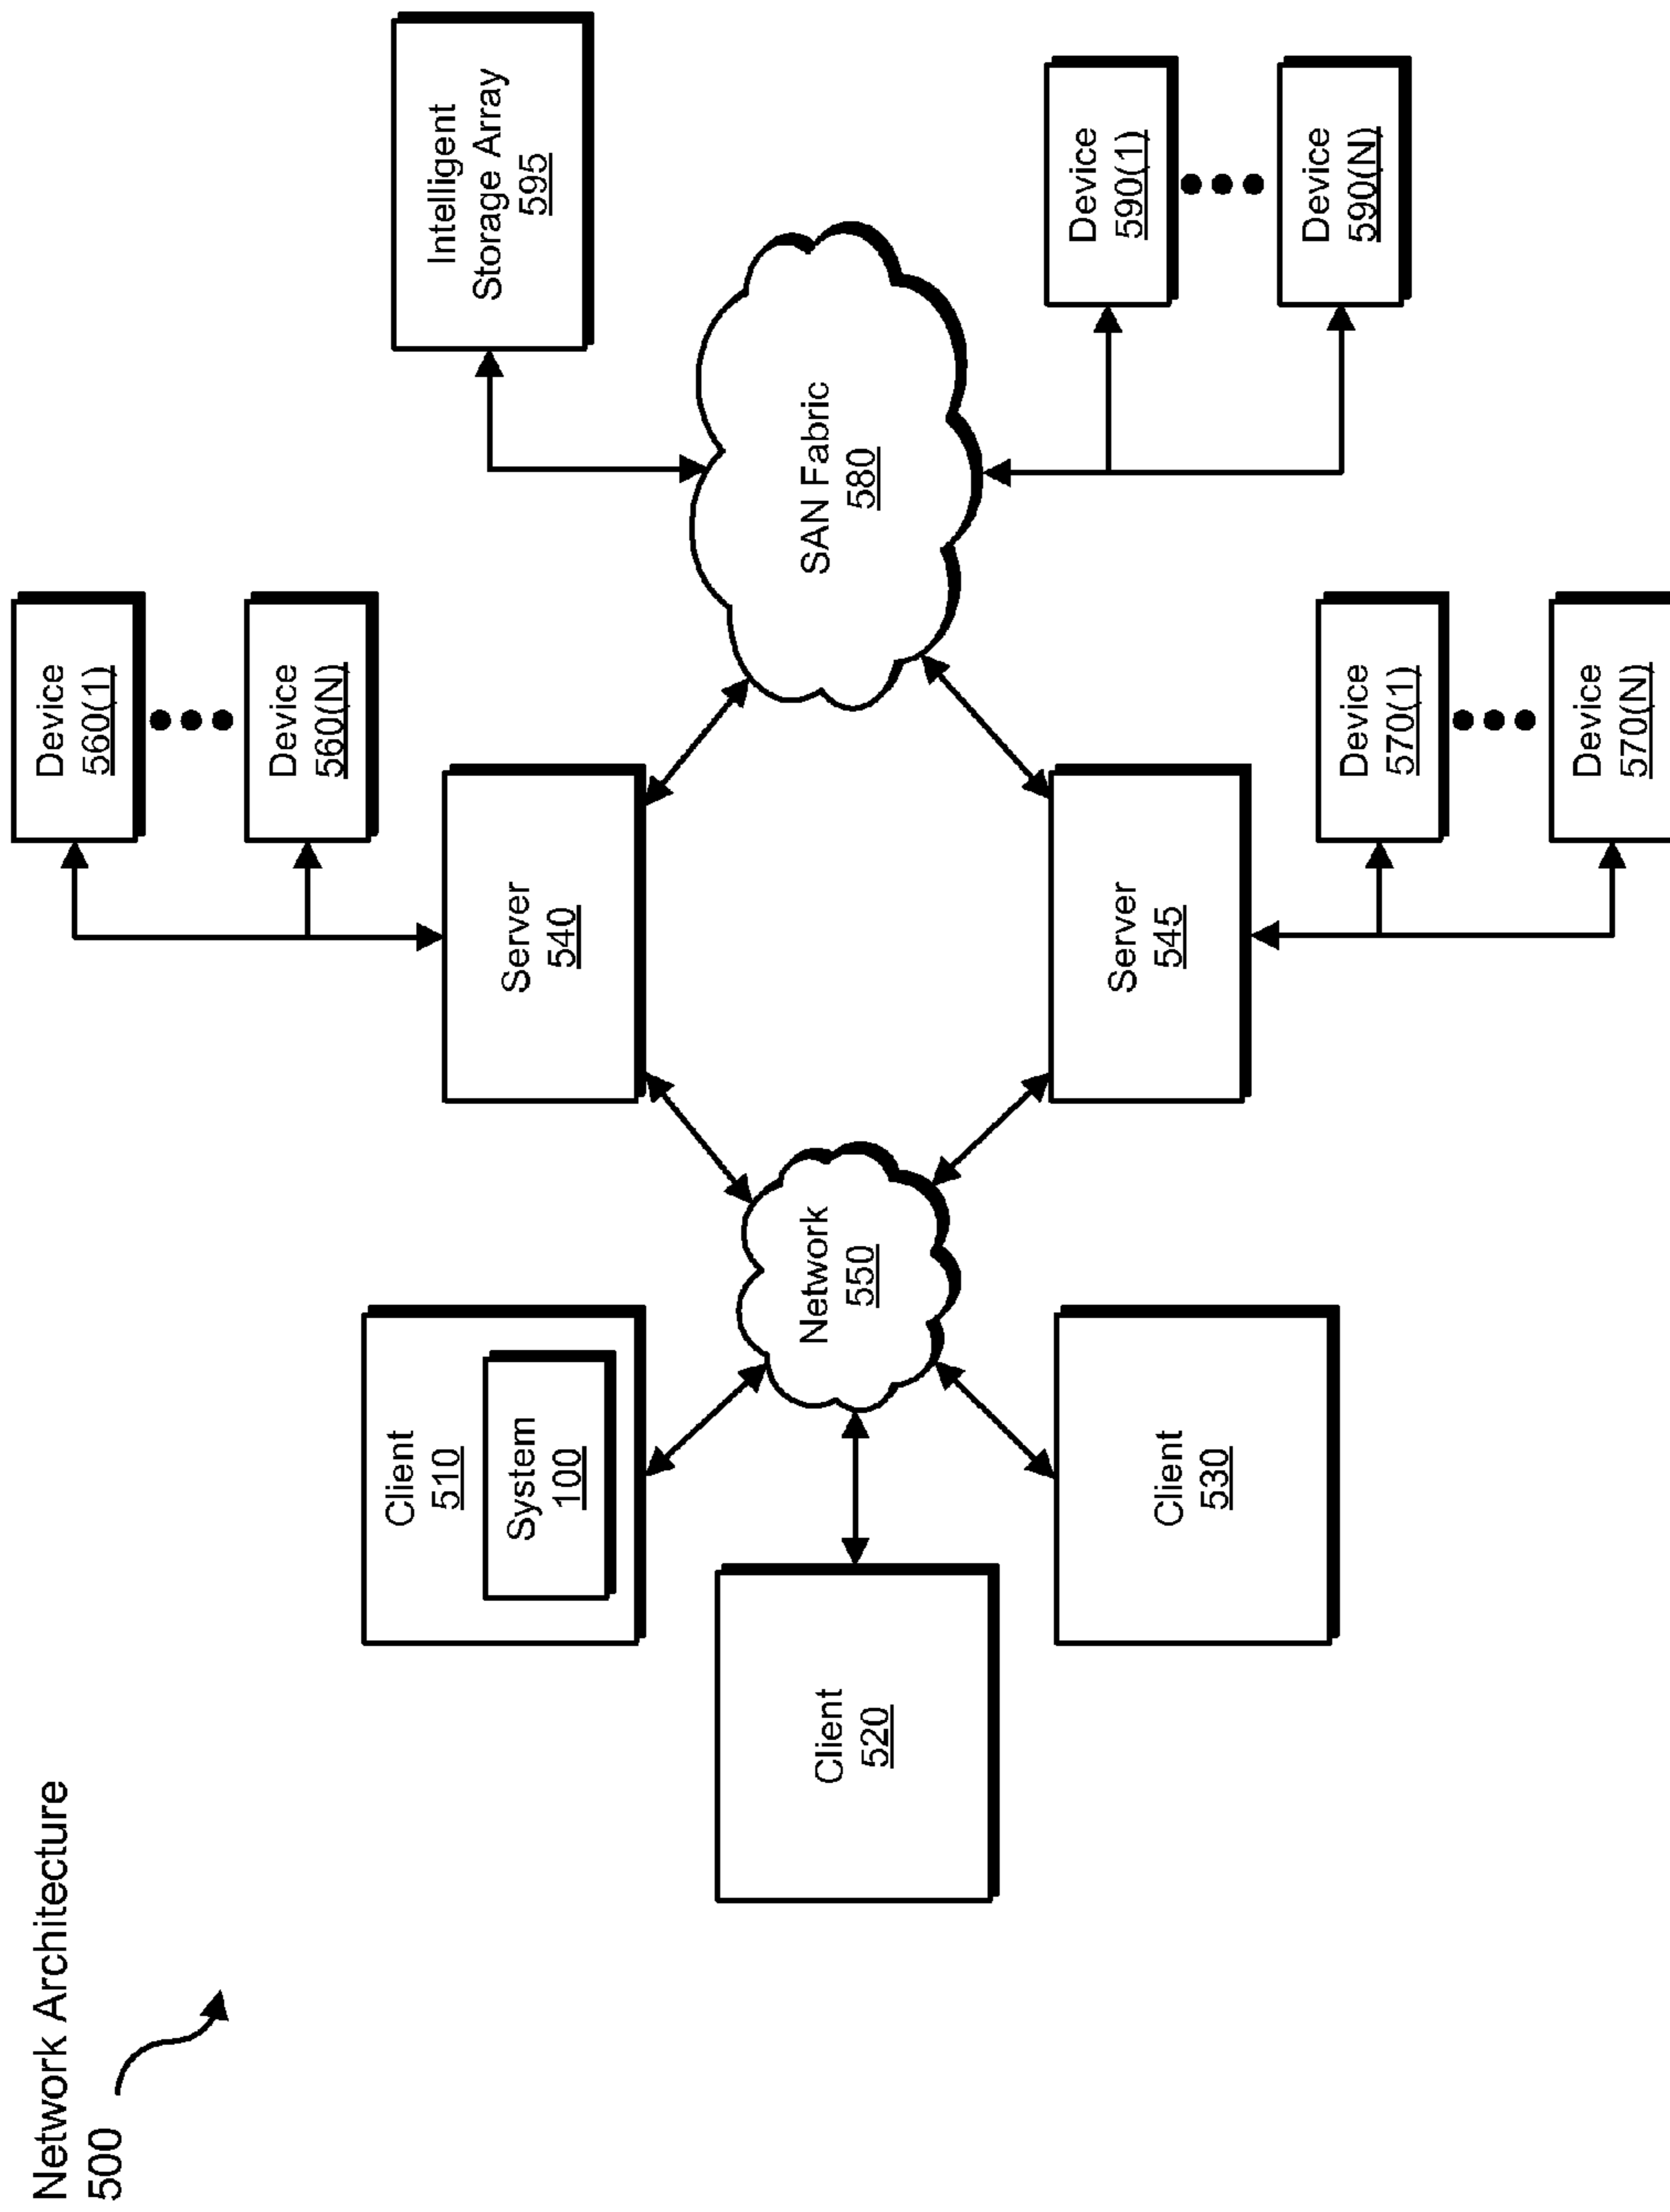 Network Architecture
500
Device
560(1)
Device
560(N)
Intelligent
Storage Array
595
Client
510
System
100
Server
540
Client
520
Network
550
SAN Fabric
580
Client
530
Server
545
Device
590(1)
Device
590(N)
Device
570(1)
Device
570(N)